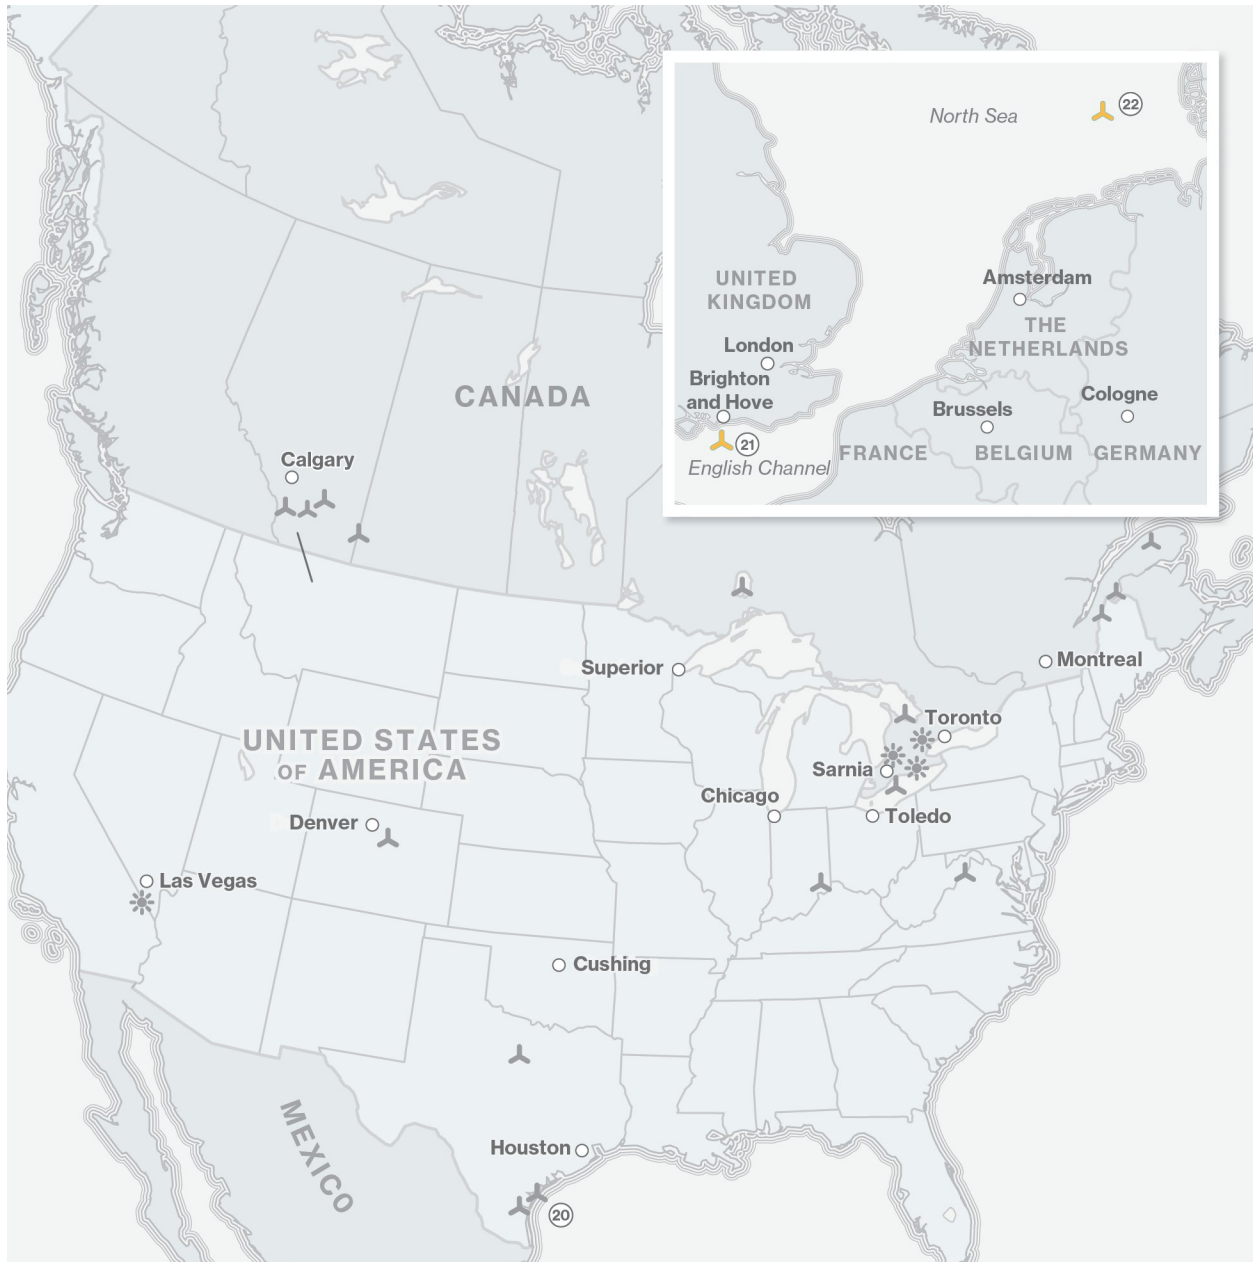 North Sea
22
UNITED
KINGDOM
Amsterdam
THE
NETHERLANDS
London
Brighton
and Hove
Cologne
Brussels
21
FRANCE
BELGIUM
GERMANY
English Channel
CANADA
Calgary
Superior
Montreal
Toronto
UNITED STATES
OF AMERICA
Sarnia
Chicago
Toledo
Denver
Las Vegas
Cushing
MEXICO
Houston
20